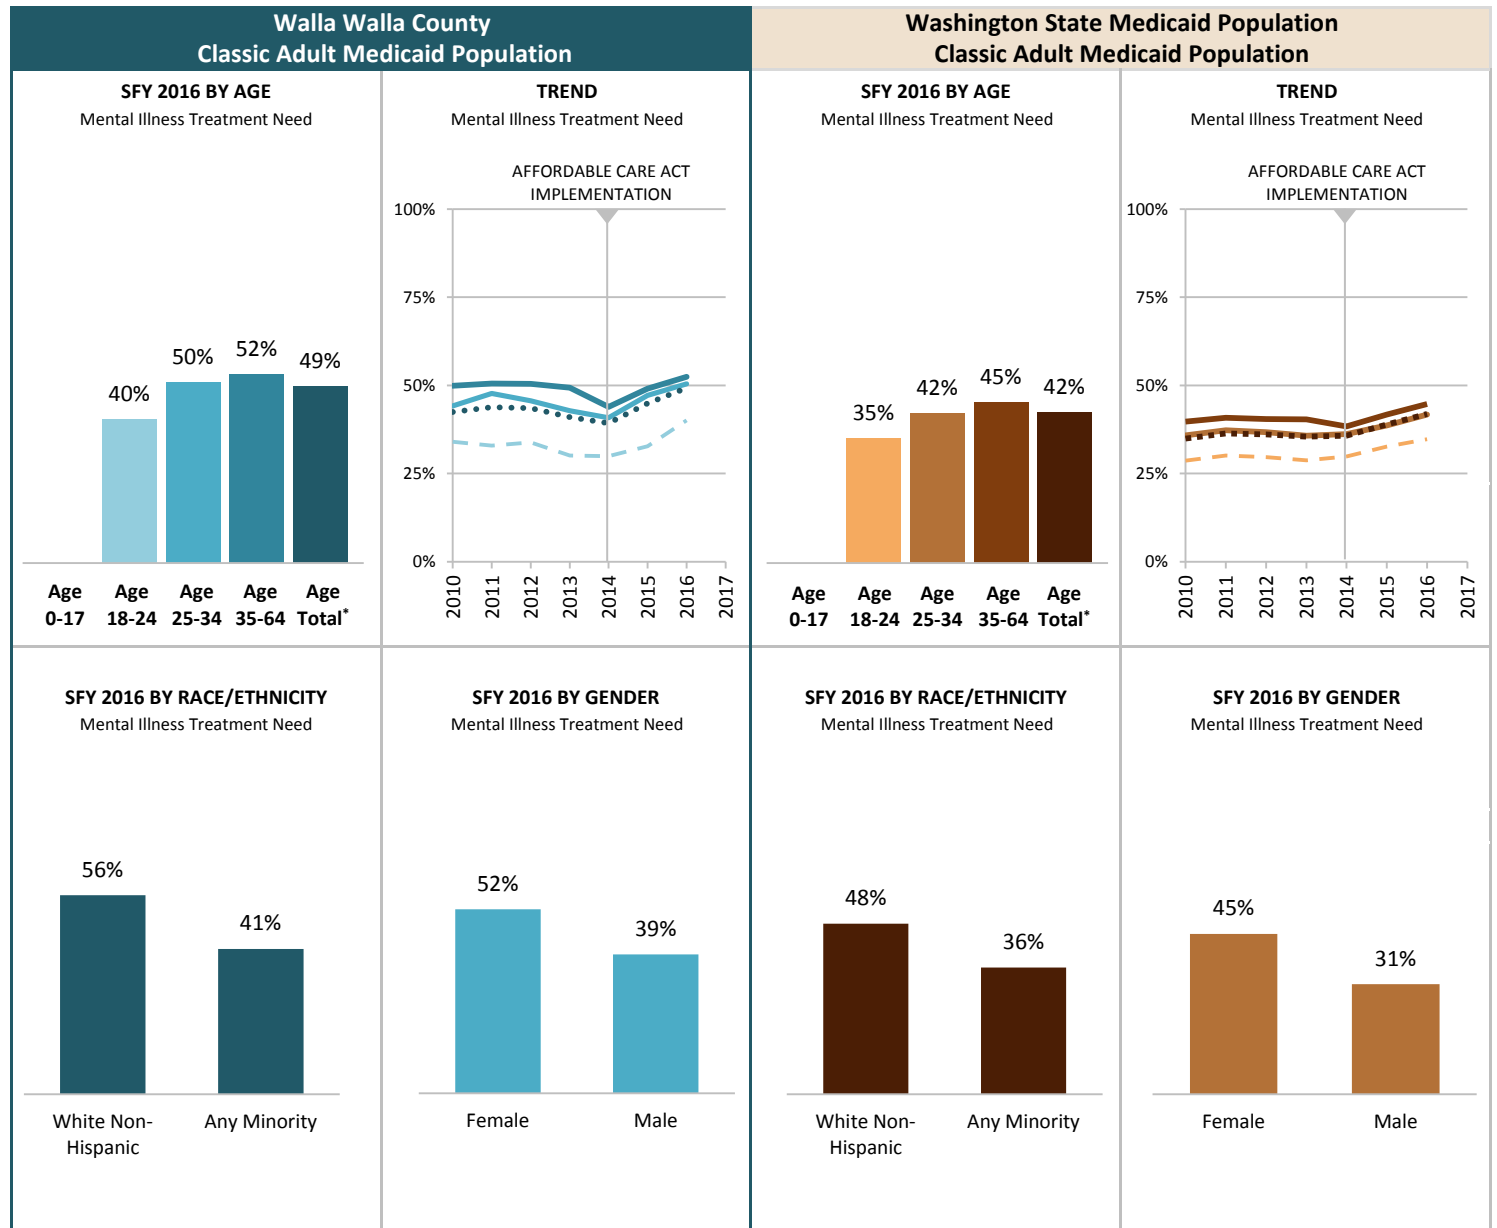 Walla Walla County
Classic Adult Medicaid Population
SFY 2016 BY AGE
Mental Illness Treatment Need
40%
50%
52%
49%
Age
0-17
Age
18-24
Age
25-34
Age
35-64
Age
Total*
TREND
Mental Illness Treatment Need
AFFORDABLE CARE ACT
IMPLEMENTATION
100%
75%
50%
25%
0%
2010
2011
2012
2013
2014
2015
2016
2017
SFY 2016 BY RACE/ETHNICITY
Mental Illness Treatment Need
56%
41%
White Non-
Hispanic
Any Minority
SFY 2016 BY GENDER
Mental Illness Treatment Need
52%
39%
Female
Male
Washington State Medicaid Population
Classic Adult Medicaid Population
SFY 2016 BY AGE
Mental Illness Treatment Need
35%
42%
45%
42%
Age
0-17
Age
18-24
Age
25-34
Age
35-64
Age
Total*
TREND
Mental Illness Treatment Need
AFFORDABLE CARE ACT
IMPLEMENTATION
100%
75%
50%
25%
0%
2010
2011
2012
2013
2014
2015
2016
2017
SFY 2016 BY RACE/ETHNICITY
Mental Illness Treatment Need
48%
36%
White Non-
Hispanic
Any Minority
SFY 2016 BY GENDER
Mental Illness Treatment Need
45%
31%
Female
Male